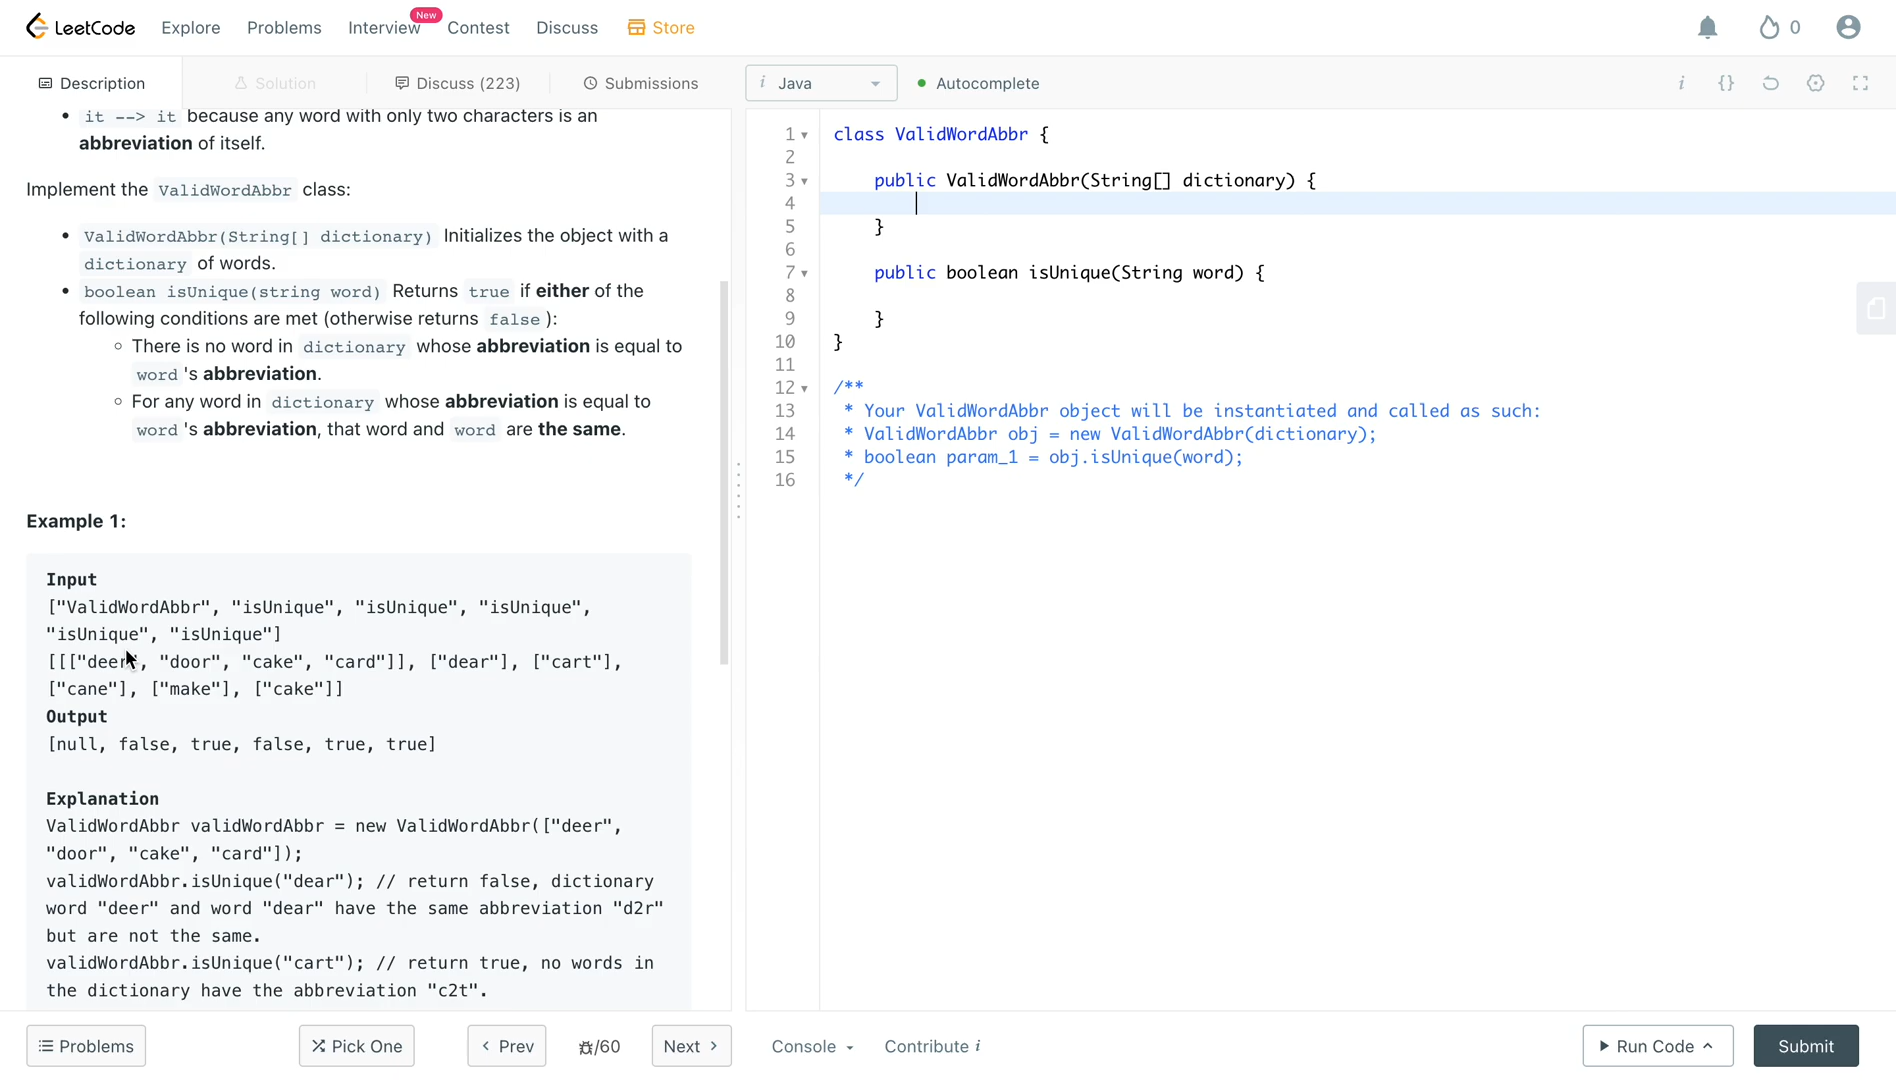 LeetCode Explore Problems Interview New Contest Discuss Store 0
Description Solution Discuss (223) Submissions i Java Autocomplete i {}
it --> it because any word with only two characters is an
abbreviation of itself.
Implement the ValidWordAbbr class:
ValidWordAbbr(String[] dictionary) Initializes the object with a
dictionary of words.
boolean isUnique(string word) Returns true if either of the
following conditions are met (otherwise returns false ):
There is no word in dictionary whose abbreviation is equal to
word 's abbreviation.
For any word in dictionary whose abbreviation is equal to
word 's abbreviation, that word and word are the same.
Example 1:
Input
["ValidWordAbbr", "isUnique", "isUnique", "isUnique",
"isUnique", "isUnique"]
[[["deer", "door", "cake", "card"]], ["dear"], ["cart"],
["cane"], ["make"], ["cake"]]
Output
[null, false, true, false, true, true]
Explanation
ValidWordAbbr validWordAbbr = new ValidWordAbbr(["deer",
"door", "cake", "card"]);
validWordAbbr.isUnique("dear"); // return false, dictionary
word "deer" and word "dear" have the same abbreviation "d2r"
but are not the same.
validWordAbbr.isUnique("cart"); // return true, no words in
the dictionary have the abbreviation "c2t".
1 class ValidWordAbbr {
2
3 public ValidWordAbbr(String[] dictionary) {
4
5 }
6
7 public boolean isUnique(String word) {
8
9 }
10 }
11
12 /**
13 * Your ValidWordAbbr object will be instantiated and called as such:
14 * ValidWordAbbr obj = new ValidWordAbbr(dictionary);
15 * boolean param_1 = obj.isUnique(word);
16 */
Problems Pick One Prev /60 Next Console Contribute i Run Code Submit